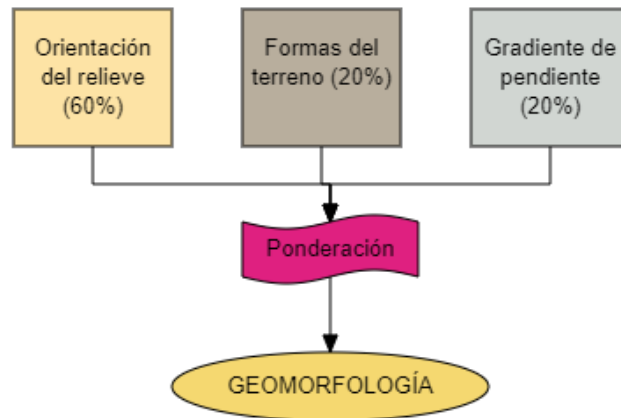 Orientación
del relieve
(60%)
Formas del
terreno (20%)
Gradiente de
pendiente
(20%)
Ponderación
GEOMORFOLOGÍA